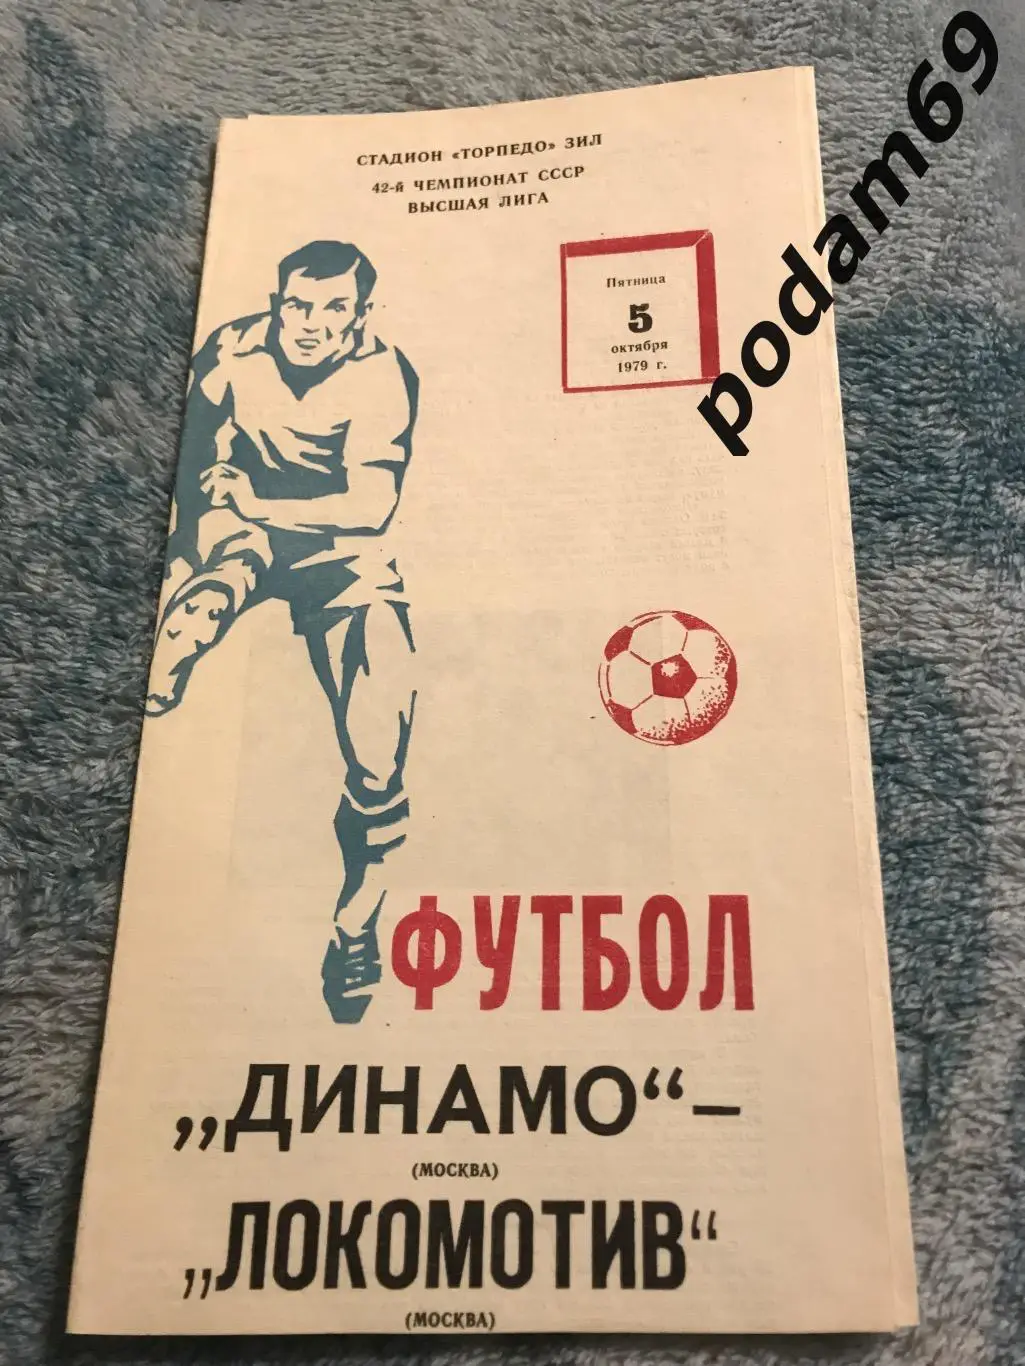 СТАДИОН «ТОРПЕДО» ЗИЛ
42-й ЧЕМПИОНАТ СССР
ВЫСШАЯ ЛИГА
Пятница
5
октября
1979 г.
podam69
ФУТБОЛ
„ДИНАМО“ –
(МОСКВА)
„ЛОКОМОТИВ“
(МОСКВА)